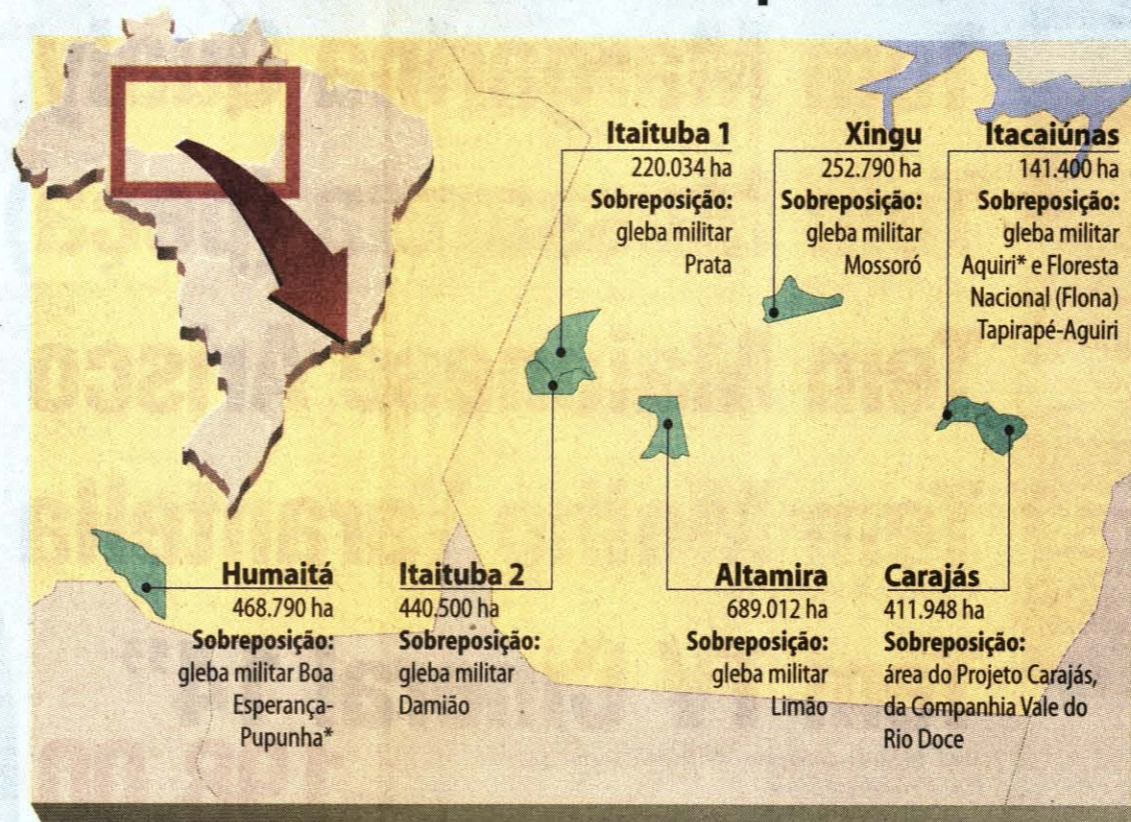 Itaituba 1
220.034 ha
Sobreposição:
gleba militar
Prata
Xingu
252.790 ha
Sobreposição:
gleba militar
Mossoró
Itacaiúnas
141.400 ha
Sobreposição:
gleba militar
Aquiri* e Floresta
Nacional (Flona)
Tapirapé-Aguiri
Humaitá
468.790 ha
Sobreposição:
gleba militar Boa
Esperança-
Pupunha*
Itaituba 2
440.500 ha
Sobreposição:
gleba militar
Damião
Altamira
689.012 ha
Sobreposição:
gleba militar
Limão
Carajás
411.948 ha
Sobreposição:
área do Projeto Carajás,
da Companhia Vale do
Rio Doce